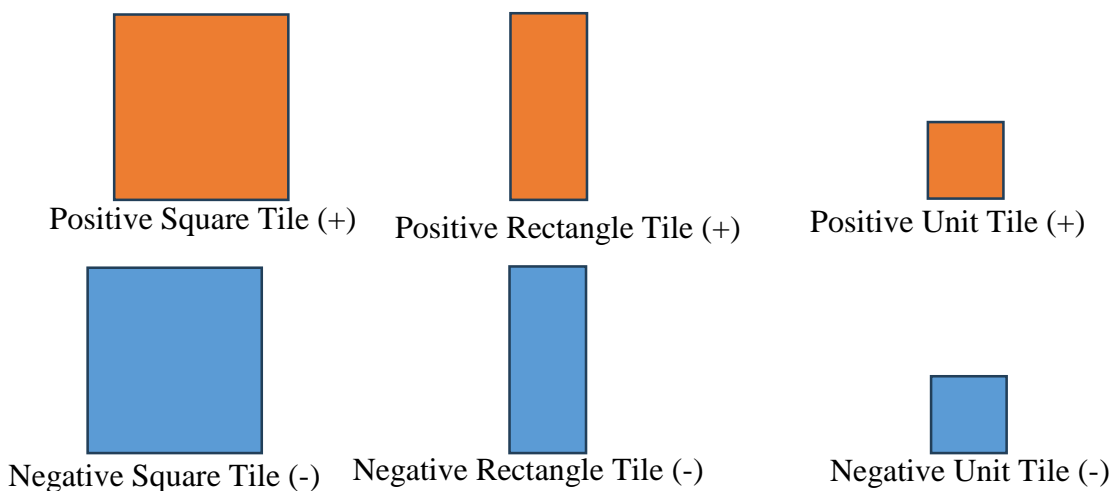 Positive Square Tile (+)
Positive Rectangle Tile (+)
Positive Unit Tile (+)
Negative Square Tile (-)
Negative Rectangle Tile (-)
Negative Unit Tile (-)